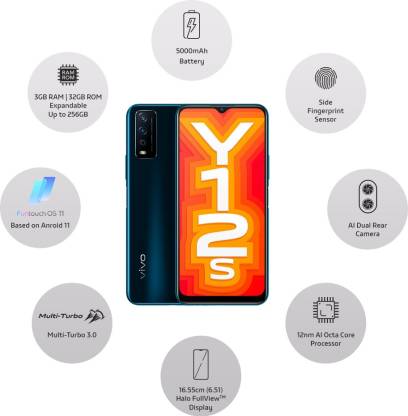 5000mAh
Battery
RAM
ROM
3GB RAM | 32GB ROM
Expandable
Up to 256GB
Side
Fingerprint
Sensor
Funtouch OS 11
Based on Anroid 11
Y12s
vivo
AI Dual Rear
Camera
Multi-Turbo
Multi-Turbo 3.0
12nm AI Octa Core
Processor
16.55cm (6.51)
Halo FullView™
Display